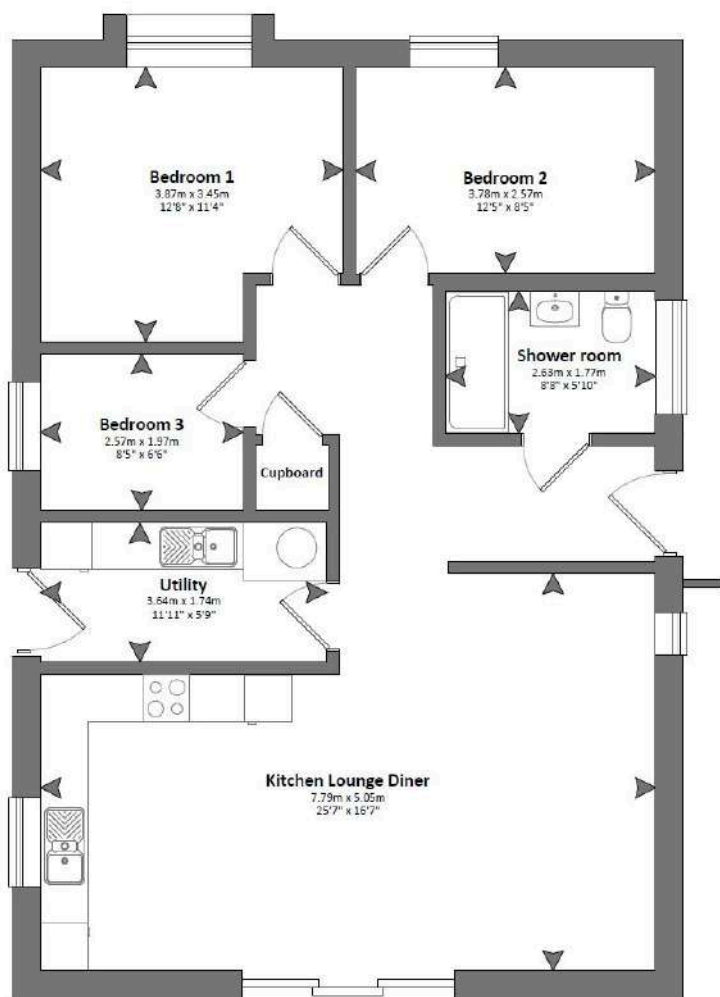 Bedroom 1
3.87m x 3.45m
12'8" x 11'4"
Bedroom 2
3.78m x 2.57m
12'5" x 8'5"
Shower room
2.63m x 1.77m
8'8" x 5'10"
Bedroom 3
2.57m x 1.97m
8'5" x 6'6"
Cupboard
Utility
3.64m x 1.74m
11'11" x 5'9"
Kitchen Lounge Diner
7.79m x 5.05m
25'7" x 16'7"